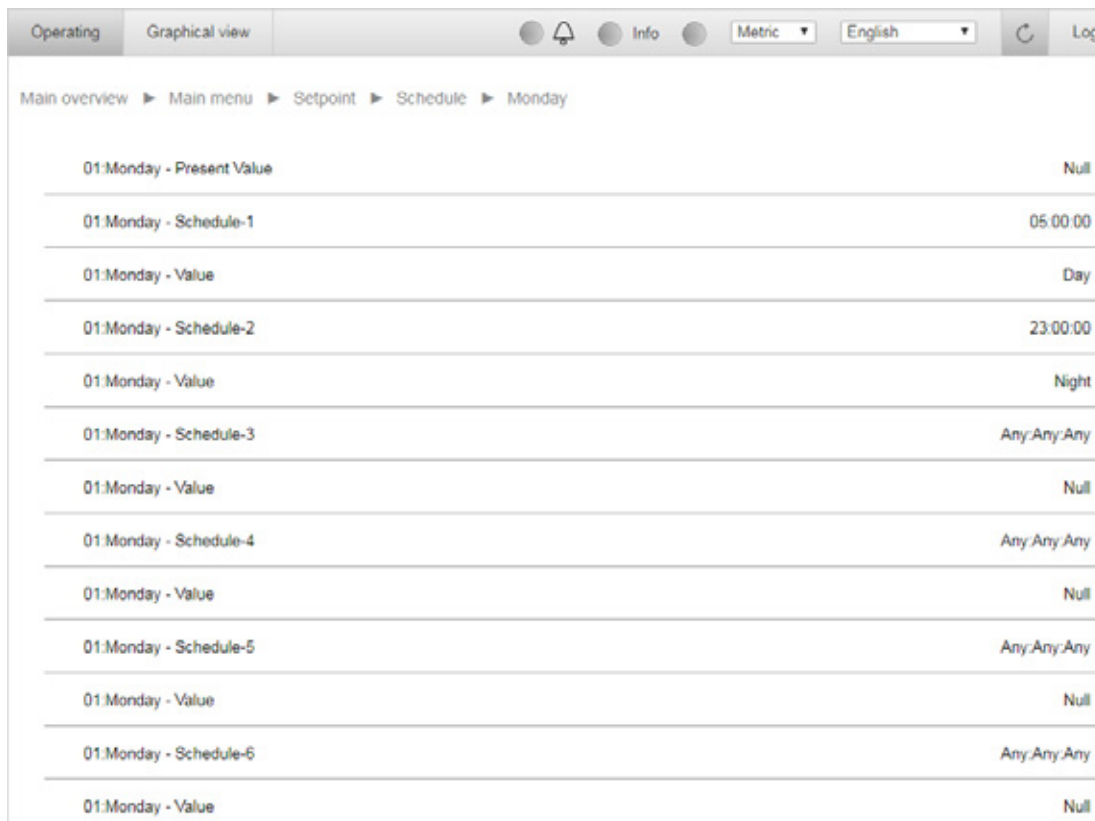 Operating Graphical view Info Metric English
Main overview ► Main menu ► Setpoint ► Schedule ► Monday
01:Monday - Present Value Null
01:Monday - Schedule-1 05:00:00
01:Monday - Value Day
01:Monday - Schedule-2 23:00:00
01:Monday - Value Night
01:Monday - Schedule-3 Any:Any:Any
01:Monday - Value Null
01:Monday - Schedule-4 Any:Any:Any
01:Monday - Value Null
01:Monday - Schedule-5 Any:Any:Any
01:Monday - Value Null
01:Monday - Schedule-6 Any:Any:Any
01:Monday - Value Null